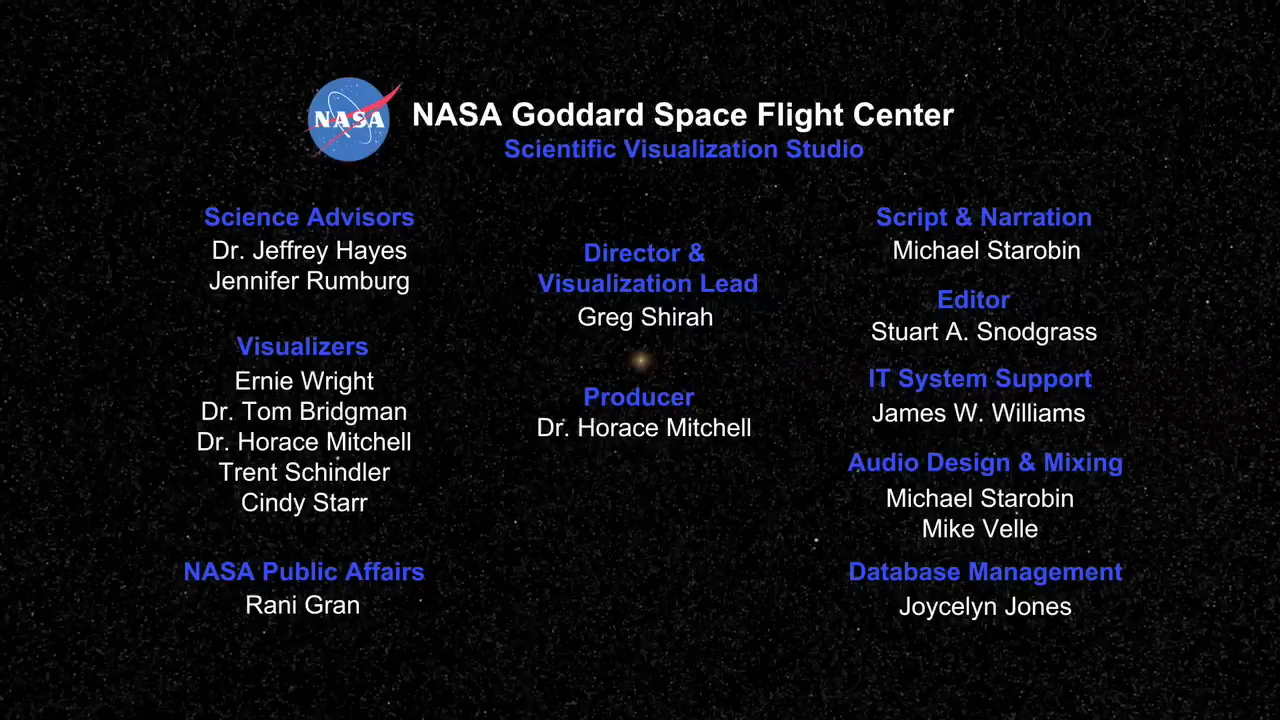 NASA
NASA Goddard Space Flight Center
Scientific Visualization Studio
Science Advisors
Dr. Jeffrey Hayes
Jennifer Rumburg
Visualizers
Ernie Wright
Dr. Tom Bridgman
Dr. Horace Mitchell
Trent Schindler
Cindy Starr
NASA Public Affairs
Rani Gran
Director &
Visualization Lead
Greg Shirah
Producer
Dr. Horace Mitchell
Script & Narration
Michael Starobin
Editor
Stuart A. Snodgrass
IT System Support
James W. Williams
Audio Design & Mixing
Michael Starobin
Mike Velle
Database Management
Joycelyn Jones